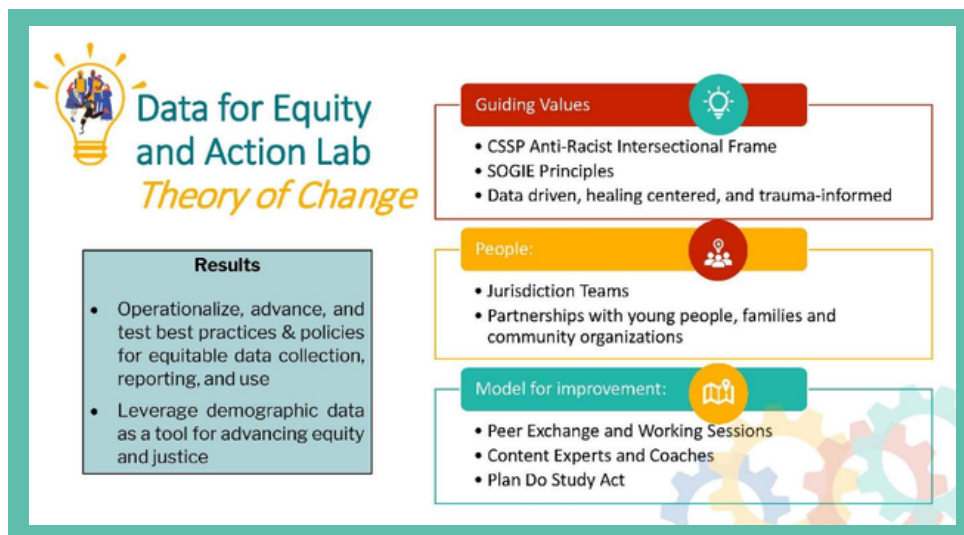 Data for Equity
and Action Lab
Theory of Change
Results
• Operationalize, advance, and
test best practices & policies
for equitable data collection,
reporting, and use
• Leverage demographic data
as a tool for advancing equity
and justice
Guiding Values
• CSSP Anti-Racist Intersectional Frame
• SOGIE Principles
• Data driven, healing centered, and trauma-informed
People:
• Jurisdiction Teams
• Partnerships with young people, families and
community organizations
Model for improvement:
• Peer Exchange and Working Sessions
• Content Experts and Coaches
• Plan Do Study Act